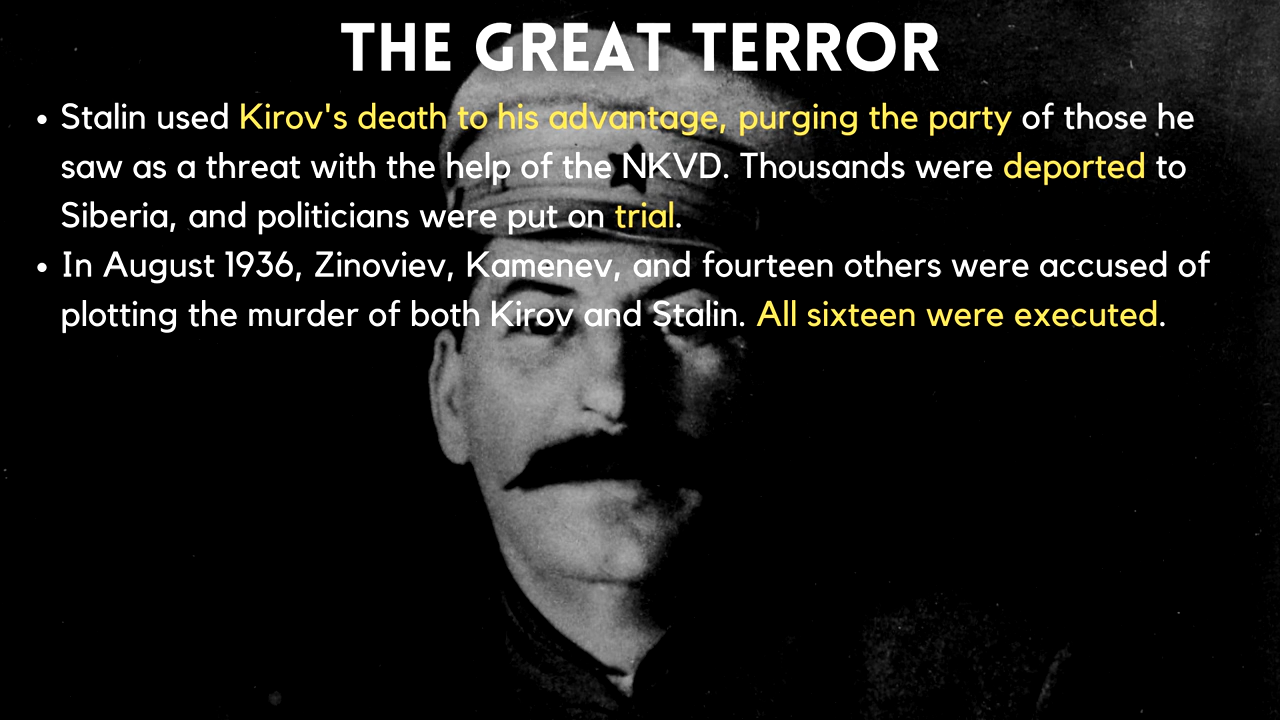 THE GREAT TERROR
• Stalin used Kirov's death to his advantage, purging the party of those he
saw as a threat with the help of the NKVD. Thousands were deported to
Siberia, and politicians were put on trial.
• In August 1936, Zinoviev, Kamenev, and fourteen others were accused of
plotting the murder of both Kirov and Stalin. All sixteen were executed.